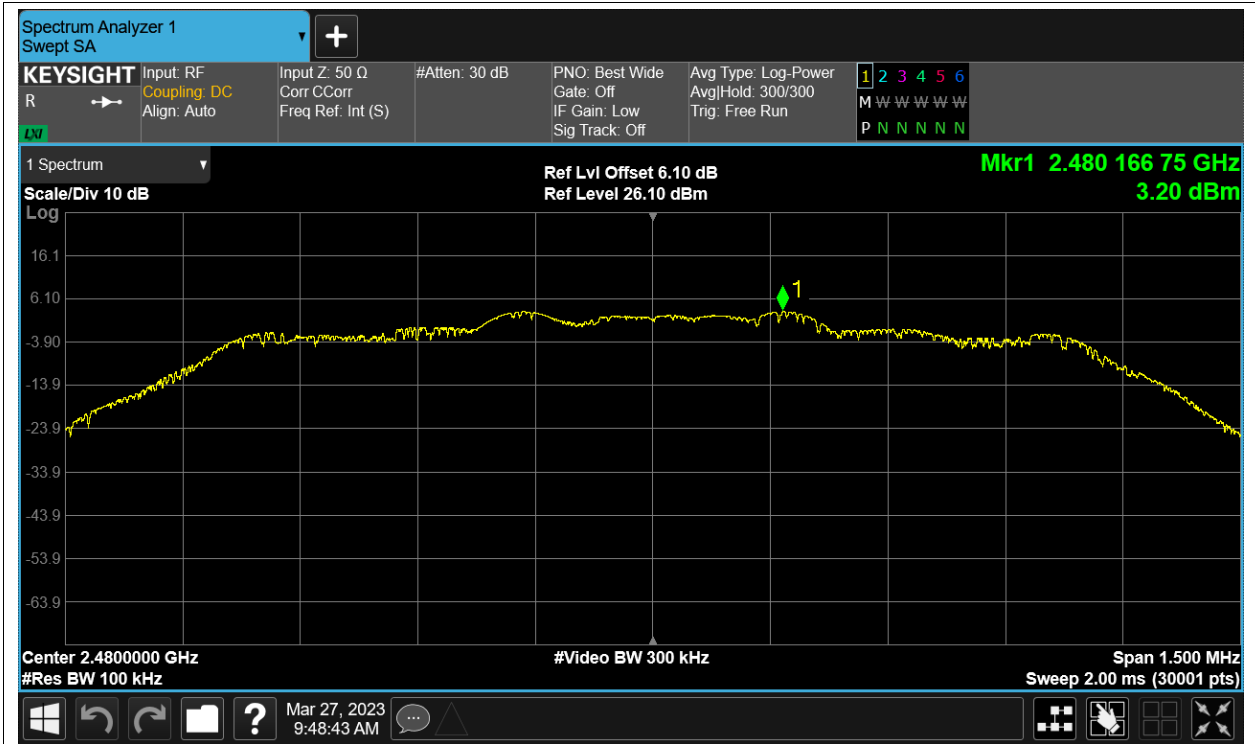 Spectrum Analyzer 1
Swept SA
+
KEYSIGHT
R
LXI
Input: RF
Coupling: DC
Align: Auto
Input Z: 50 Ω
Corr CCorr
Freq Ref: Int (S)
#Atten: 30 dB
PNO: Best Wide
Gate: Off
IF Gain: Low
Sig Track: Off
Avg Type: Log-Power
Avg|Hold: 300/300
Trig: Free Run
1 2 3 4 5 6
M W W W W W
P N N N N N
1 Spectrum
Scale/Div 10 dB
Log
Ref Lvl Offset 6.10 dB
Ref Level 26.10 dBm
Mkr1 2.480 166 75 GHz
3.20 dBm
16.1
6.10
-3.90
-13.9
-23.9
-33.9
-43.9
-53.9
-63.9
1
Center 2.4800000 GHz
#Res BW 100 kHz
#Video BW 300 kHz
Span 1.500 MHz
Sweep 2.00 ms (30001 pts)
?
Mar 27, 2023
9:48:43 AM